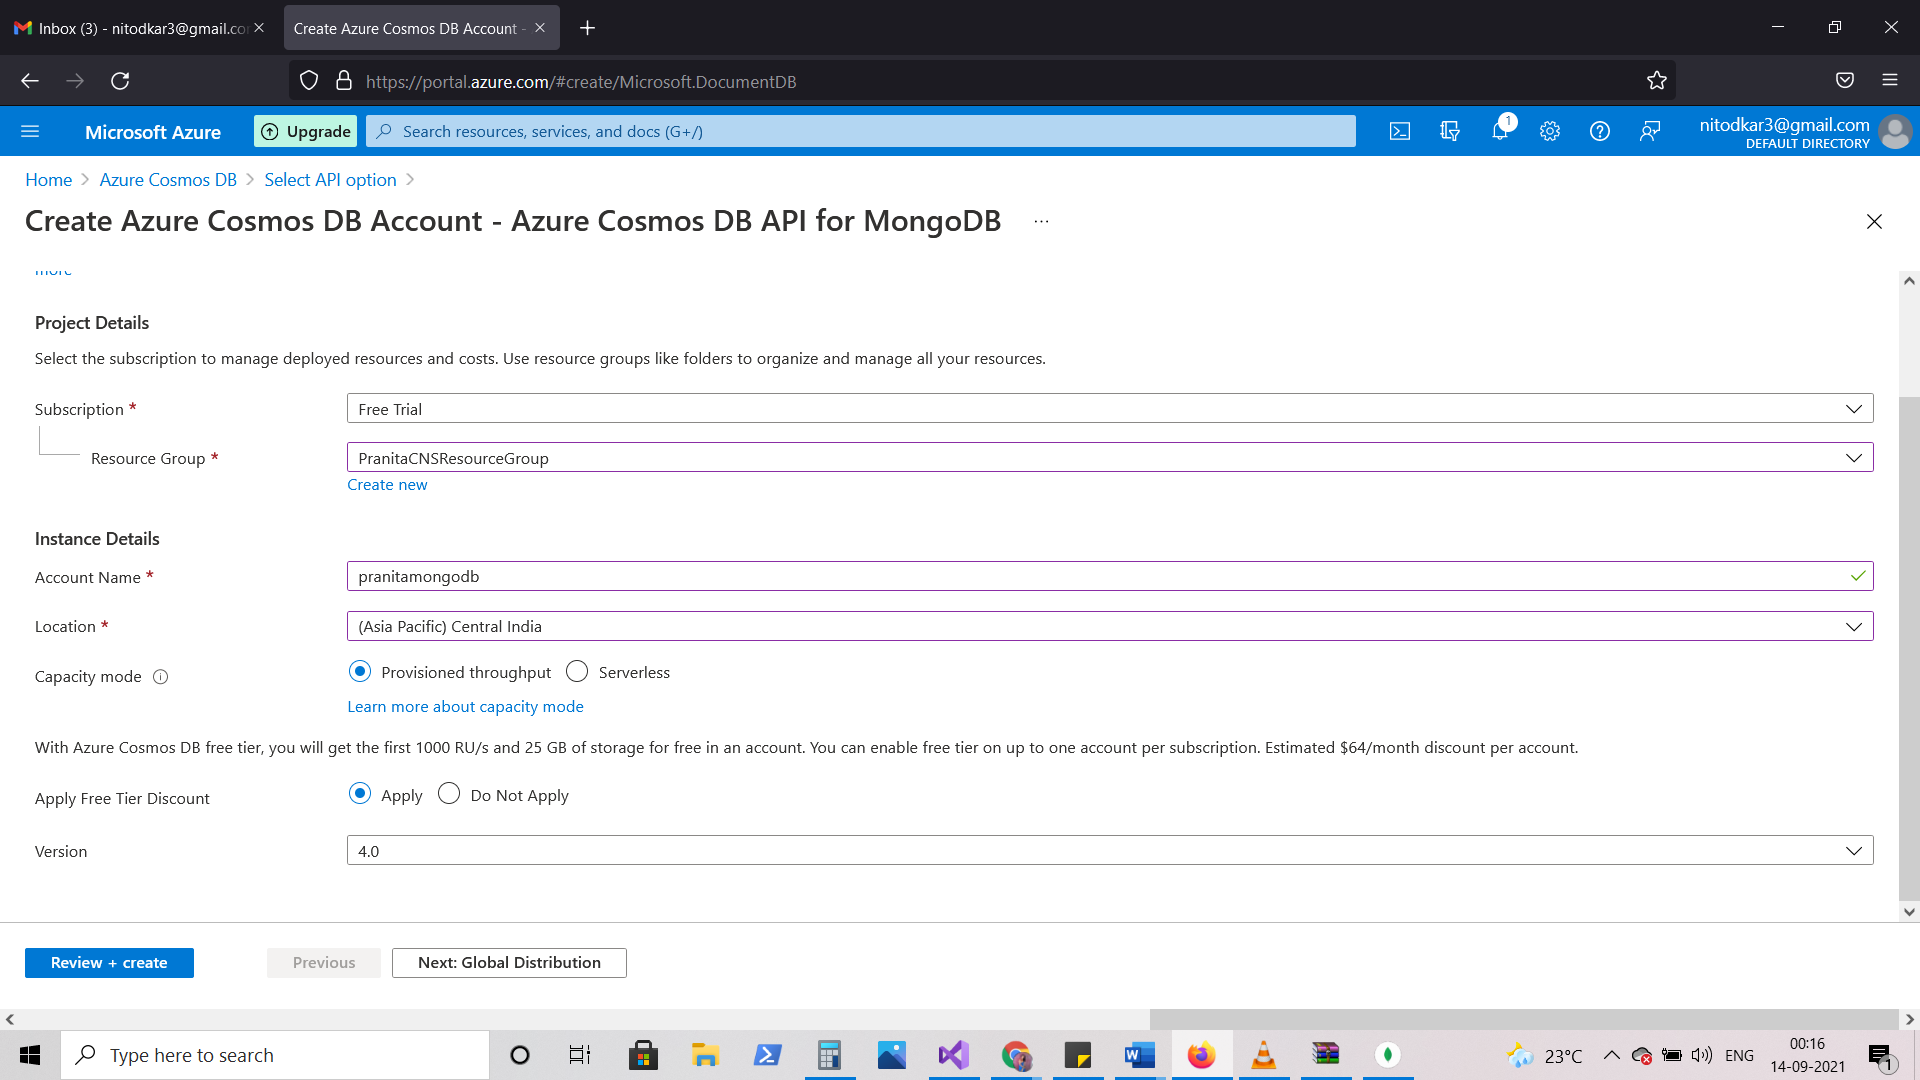 Inbox (3) - nitodkar3@gmail.co
Create Azure Cosmos DB Account -
https://portal.azure.com/#create/Microsoft.DocumentDB
Microsoft Azure
Upgrade
Search resources, services, and docs (G+/)
1
nitodkar3@gmail.com
DEFAULT DIRECTORY
Home > Azure Cosmos DB > Select API option >
Create Azure Cosmos DB Account - Azure Cosmos DB API for MongoDB ...
more
Project Details
Select the subscription to manage deployed resources and costs. Use resource groups like folders to organize and manage all your resources.
Subscription *
Free Trial
Resource Group *
PranitaCNSResourceGroup
Create new
Instance Details
Account Name *
pranitamongodb
Location *
(Asia Pacific) Central India
Capacity mode
Provisioned throughput
Serverless
Learn more about capacity mode
With Azure Cosmos DB free tier, you will get the first 1000 RU/s and 25 GB of storage for free in an account. You can enable free tier on up to one account per subscription. Estimated $64/month discount per account.
Apply Free Tier Discount
Apply
Do Not Apply
Version
4.0
Review + create
Previous
Next: Global Distribution
Type here to search
23°C
ENG
00:16
14-09-2021
1